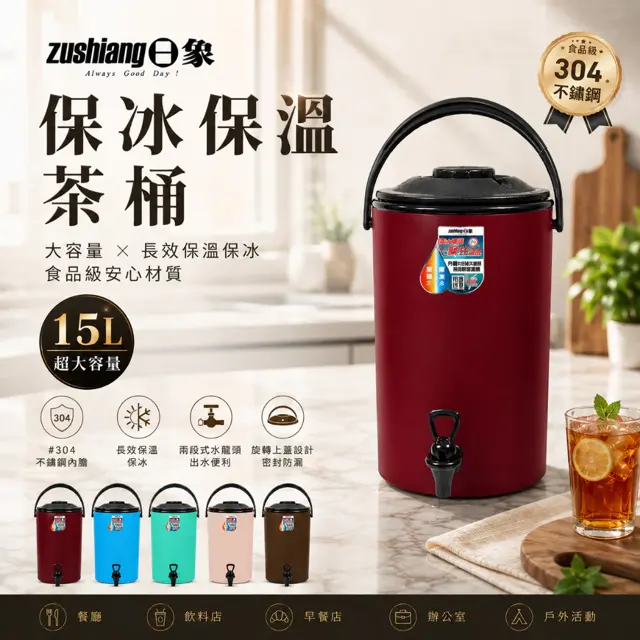 zushiang日象
Always Good Day !
食品級
304
不鏽鋼
保冰保溫
茶桶
大容量 × 長效保溫保冰
食品級安心材質
15L
超大容量
zushiang日象
304
#304
不鏽鋼內膽
長效保溫
保冰
兩段式水龍頭
出水便利
旋轉上蓋設計
密封防漏
餐廳
飲料店
早餐店
辦公室
戶外活動